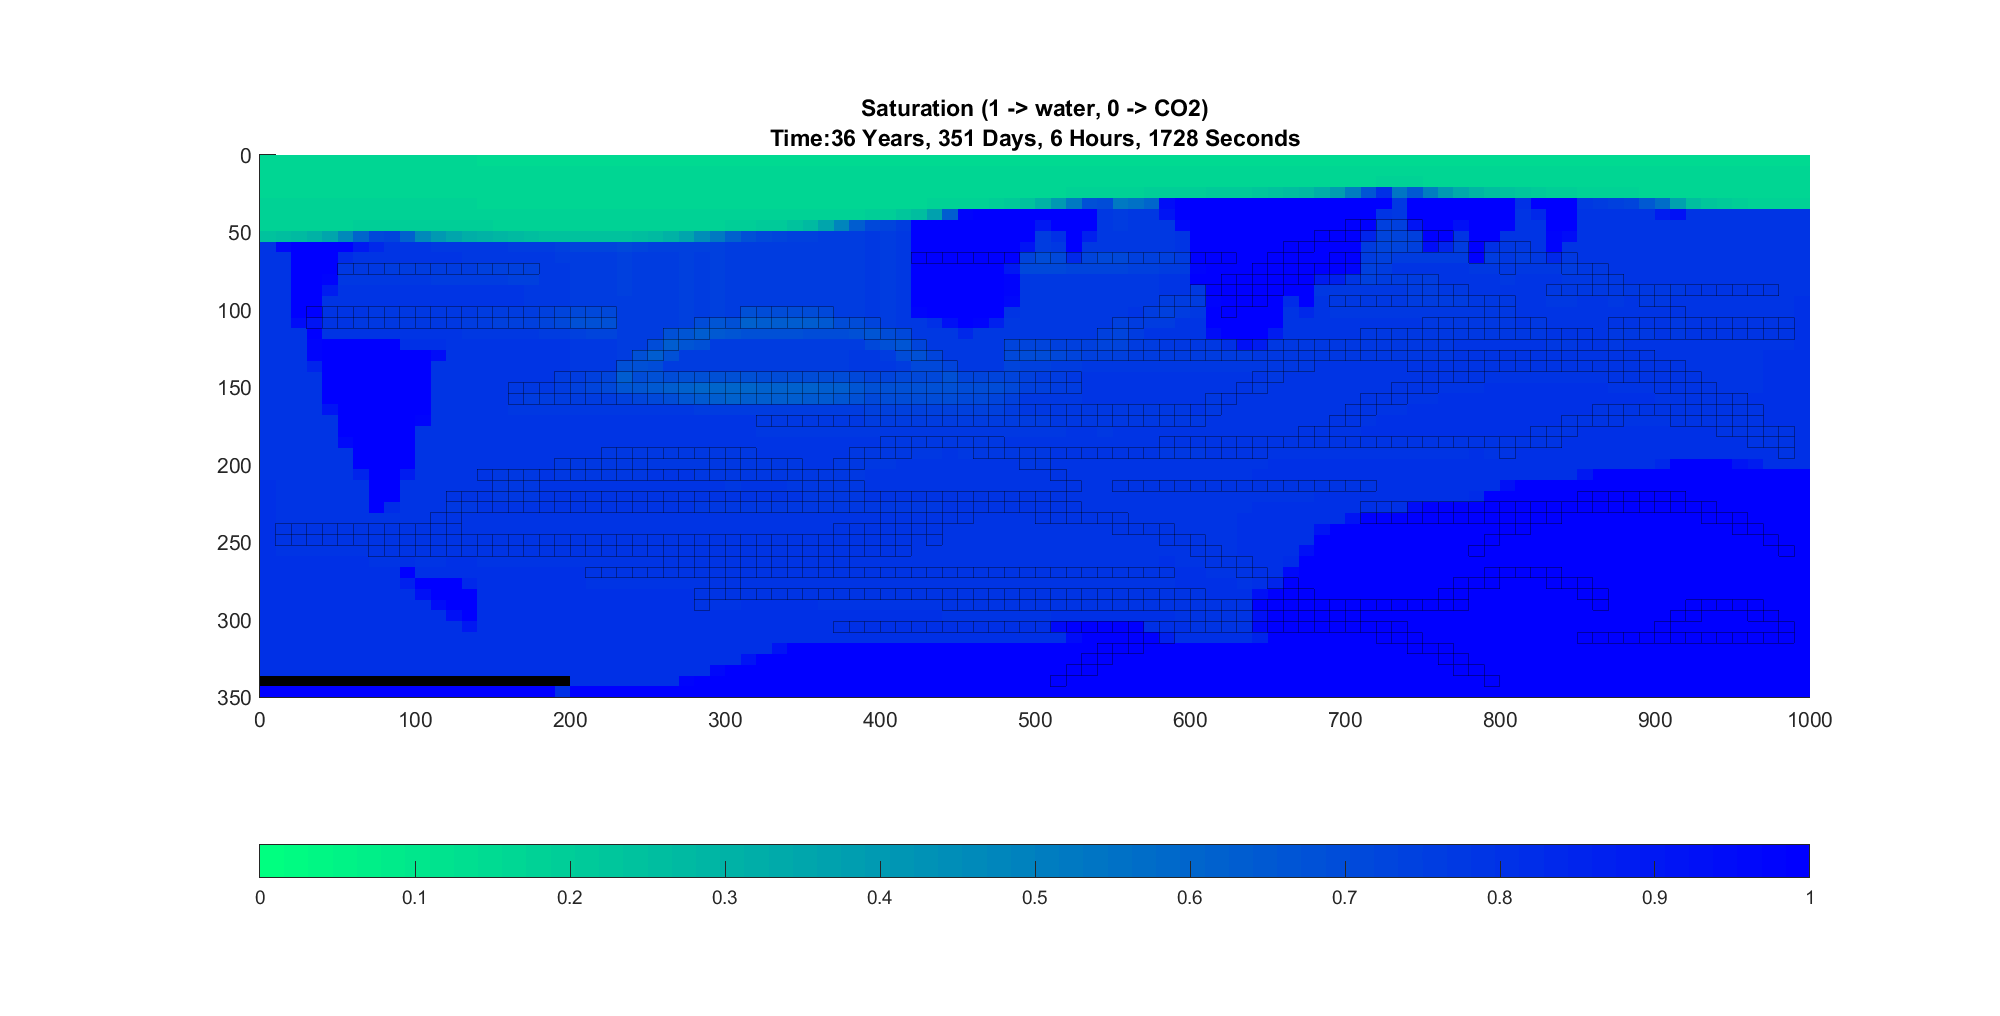 Saturation (1 -> water, 0 -> CO2)
Time:36 Years, 351 Days, 6 Hours, 1728 Seconds
0
50
100
150
200
250
300
350
0 100 200 300 400 500 600 700 800 900 1000
0 0.1 0.2 0.3 0.4 0.5 0.6 0.7 0.8 0.9 1